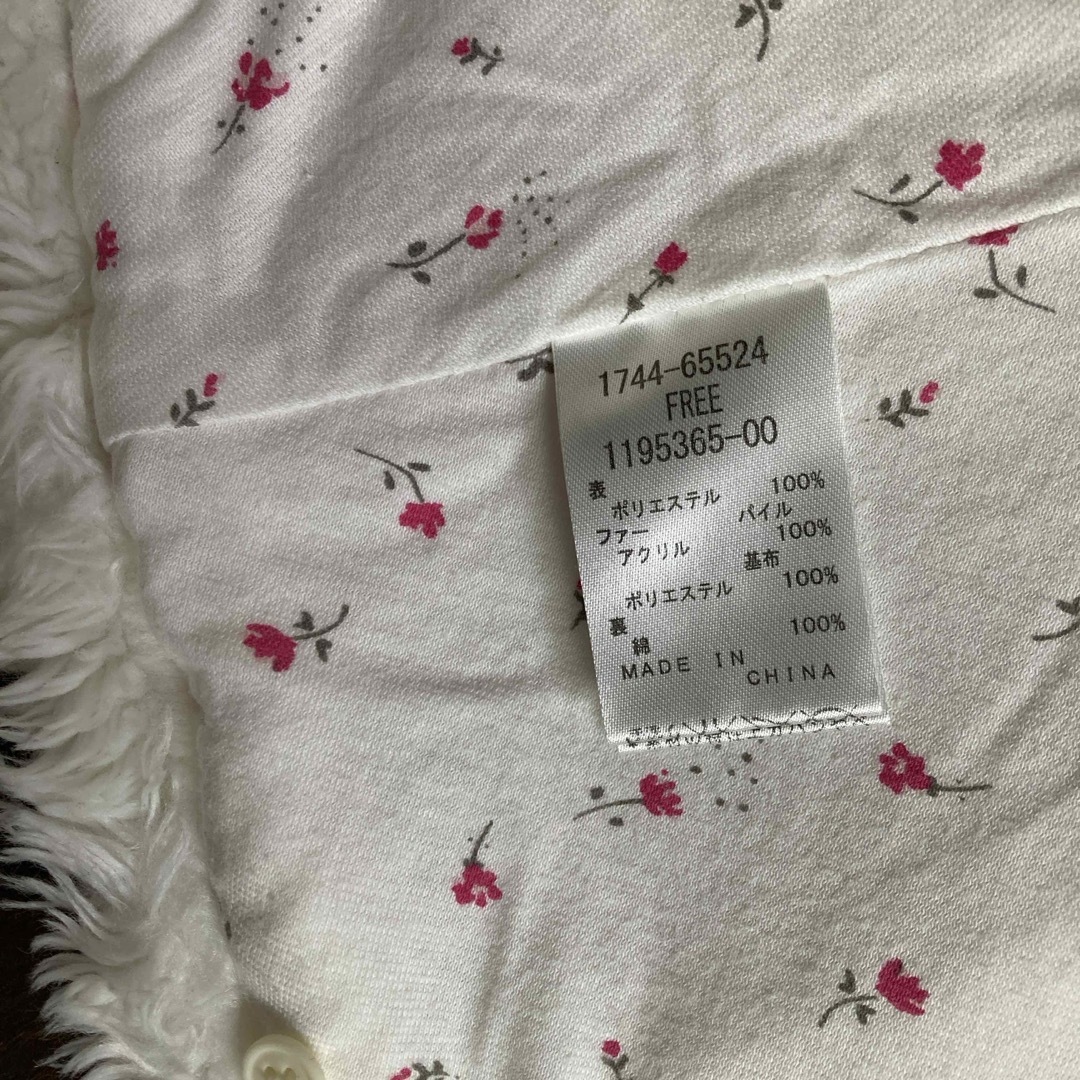 1744-65524
FREE
1195365-00
表
ポリエステル 100%
ファー パイル
アクリル 100%
基布
ポリエステル 100%
裏
綿 100%
MADE IN
CHINA